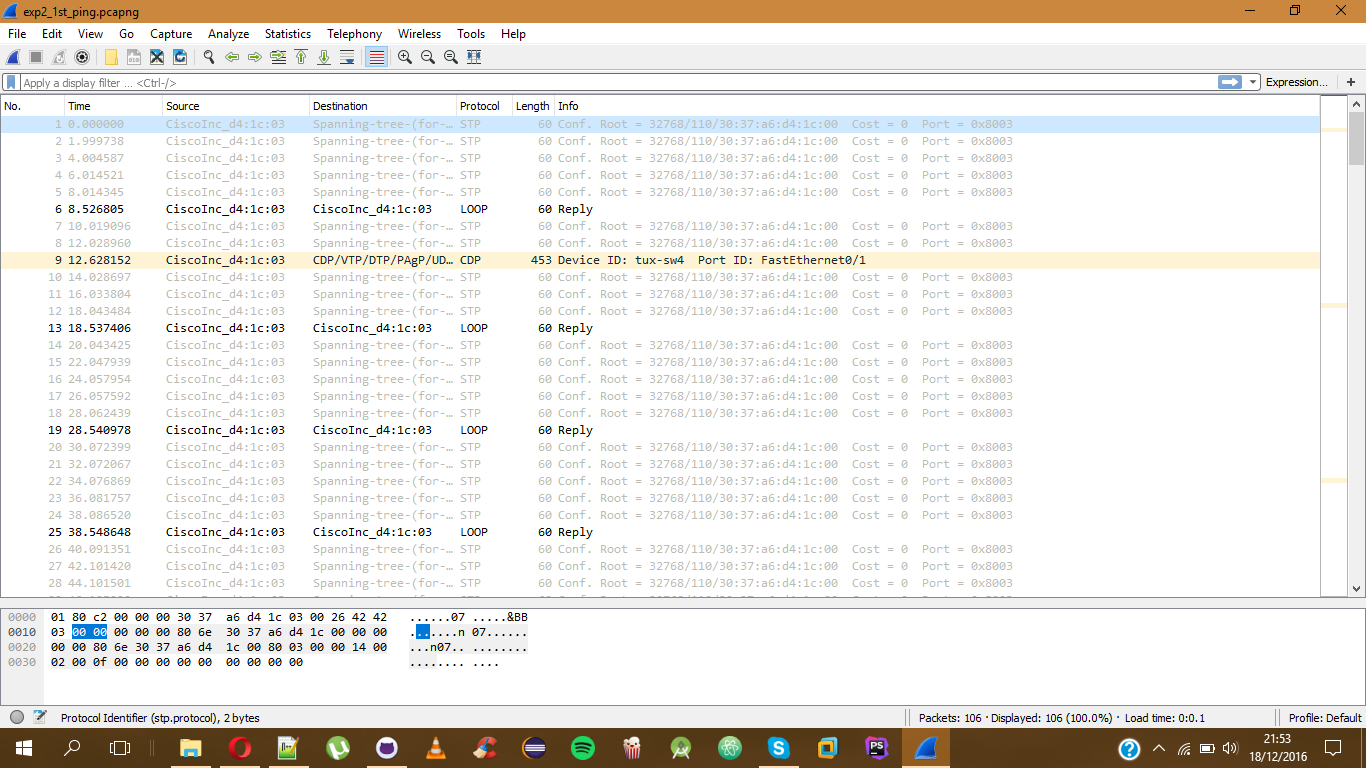 exp2_1st_ping.pcapng
File Edit View Go Capture Analyze Statistics Telephony Wireless Tools Help
Apply a display filter ... <Ctrl-/> Expression... +
No. Time Source Destination Protocol Length Info
1 0.000000 CiscoInc_d4:1c:03 Spanning-tree-(for-… STP 60 Conf. Root = 32768/110/30:37:a6:d4:1c:00 Cost = 0 Port = 0x8003
2 1.999738 CiscoInc_d4:1c:03 Spanning-tree-(for-… STP 60 Conf. Root = 32768/110/30:37:a6:d4:1c:00 Cost = 0 Port = 0x8003
3 4.004587 CiscoInc_d4:1c:03 Spanning-tree-(for-… STP 60 Conf. Root = 32768/110/30:37:a6:d4:1c:00 Cost = 0 Port = 0x8003
4 6.014521 CiscoInc_d4:1c:03 Spanning-tree-(for-… STP 60 Conf. Root = 32768/110/30:37:a6:d4:1c:00 Cost = 0 Port = 0x8003
5 8.014345 CiscoInc_d4:1c:03 Spanning-tree-(for-… STP 60 Conf. Root = 32768/110/30:37:a6:d4:1c:00 Cost = 0 Port = 0x8003
6 8.526805 CiscoInc_d4:1c:03 CiscoInc_d4:1c:03 LOOP 60 Reply
7 10.019096 CiscoInc_d4:1c:03 Spanning-tree-(for-… STP 60 Conf. Root = 32768/110/30:37:a6:d4:1c:00 Cost = 0 Port = 0x8003
8 12.028960 CiscoInc_d4:1c:03 Spanning-tree-(for-… STP 60 Conf. Root = 32768/110/30:37:a6:d4:1c:00 Cost = 0 Port = 0x8003
9 12.628152 CiscoInc_d4:1c:03 CDP/VTP/DTP/PAgP/UD… CDP 453 Device ID: tux-sw4 Port ID: FastEthernet0/1
10 14.028697 CiscoInc_d4:1c:03 Spanning-tree-(for-… STP 60 Conf. Root = 32768/110/30:37:a6:d4:1c:00 Cost = 0 Port = 0x8003
11 16.033804 CiscoInc_d4:1c:03 Spanning-tree-(for-… STP 60 Conf. Root = 32768/110/30:37:a6:d4:1c:00 Cost = 0 Port = 0x8003
12 18.043484 CiscoInc_d4:1c:03 Spanning-tree-(for-… STP 60 Conf. Root = 32768/110/30:37:a6:d4:1c:00 Cost = 0 Port = 0x8003
13 18.537406 CiscoInc_d4:1c:03 CiscoInc_d4:1c:03 LOOP 60 Reply
14 20.043425 CiscoInc_d4:1c:03 Spanning-tree-(for-… STP 60 Conf. Root = 32768/110/30:37:a6:d4:1c:00 Cost = 0 Port = 0x8003
15 22.047939 CiscoInc_d4:1c:03 Spanning-tree-(for-… STP 60 Conf. Root = 32768/110/30:37:a6:d4:1c:00 Cost = 0 Port = 0x8003
16 24.057954 CiscoInc_d4:1c:03 Spanning-tree-(for-… STP 60 Conf. Root = 32768/110/30:37:a6:d4:1c:00 Cost = 0 Port = 0x8003
17 26.057592 CiscoInc_d4:1c:03 Spanning-tree-(for-… STP 60 Conf. Root = 32768/110/30:37:a6:d4:1c:00 Cost = 0 Port = 0x8003
18 28.062439 CiscoInc_d4:1c:03 Spanning-tree-(for-… STP 60 Conf. Root = 32768/110/30:37:a6:d4:1c:00 Cost = 0 Port = 0x8003
19 28.540978 CiscoInc_d4:1c:03 CiscoInc_d4:1c:03 LOOP 60 Reply
20 30.072399 CiscoInc_d4:1c:03 Spanning-tree-(for-… STP 60 Conf. Root = 32768/110/30:37:a6:d4:1c:00 Cost = 0 Port = 0x8003
21 32.072067 CiscoInc_d4:1c:03 Spanning-tree-(for-… STP 60 Conf. Root = 32768/110/30:37:a6:d4:1c:00 Cost = 0 Port = 0x8003
22 34.076869 CiscoInc_d4:1c:03 Spanning-tree-(for-… STP 60 Conf. Root = 32768/110/30:37:a6:d4:1c:00 Cost = 0 Port = 0x8003
23 36.081757 CiscoInc_d4:1c:03 Spanning-tree-(for-… STP 60 Conf. Root = 32768/110/30:37:a6:d4:1c:00 Cost = 0 Port = 0x8003
24 38.086520 CiscoInc_d4:1c:03 Spanning-tree-(for-… STP 60 Conf. Root = 32768/110/30:37:a6:d4:1c:00 Cost = 0 Port = 0x8003
25 38.548648 CiscoInc_d4:1c:03 CiscoInc_d4:1c:03 LOOP 60 Reply
26 40.091351 CiscoInc_d4:1c:03 Spanning-tree-(for-… STP 60 Conf. Root = 32768/110/30:37:a6:d4:1c:00 Cost = 0 Port = 0x8003
27 42.101420 CiscoInc_d4:1c:03 Spanning-tree-(for-… STP 60 Conf. Root = 32768/110/30:37:a6:d4:1c:00 Cost = 0 Port = 0x8003
28 44.101501 CiscoInc_d4:1c:03 Spanning-tree-(for-… STP 60 Conf. Root = 32768/110/30:37:a6:d4:1c:00 Cost = 0 Port = 0x8003
0000 01 80 c2 00 00 00 30 37 a6 d4 1c 03 00 26 42 42 ......07 .....&BB
0010 03 00 00 00 00 00 80 6e 30 37 a6 d4 1c 00 00 00 .......n 07......
0020 00 00 80 6e 30 37 a6 d4 1c 00 80 03 00 00 14 00 ...n07.. ........
0030 02 00 0f 00 00 00 00 00 00 00 00 00 ........ ....
Protocol Identifier (stp.protocol), 2 bytes Packets: 106 · Displayed: 106 (100.0%) · Load time: 0:0.1 Profile: Default
PS
21:53
18/12/2016